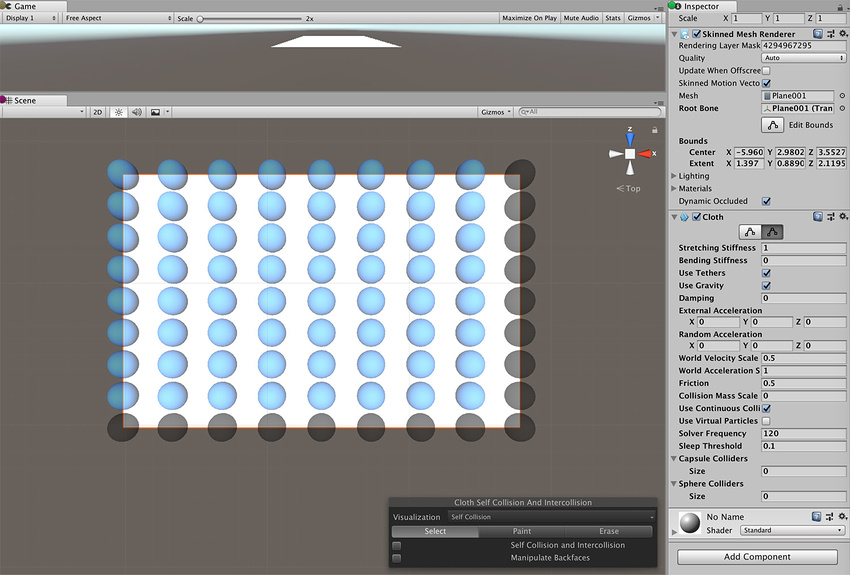 Game
Display 1 Free Aspect Scale 2x Maximize On Play Mute Audio Stats Gizmos
Scene
2D Gizmos All
z
x
Top
Cloth Self Collision And Intercollision
Visualization Self Collision
Select Paint Erase
Self Collision and Intercollision
Manipulate Backfaces
Inspector
Scale X 1 Y 1 Z 1
Skinned Mesh Renderer
Rendering Layer Mask 4294967295
Quality Auto
Update When Offscree
Skinned Motion Vecto
Mesh Plane001
Root Bone Plane001 (Tran
Edit Bounds
Bounds
Center X -5.960 Y 2.9802 Z 3.5527
Extent X 1.397 Y 0.8890 Z 2.1195
Lighting
Materials
Dynamic Occluded
Cloth
Stretching Stiffness 1
Bending Stiffness 0
Use Tethers
Use Gravity
Damping 0
External Acceleration
X 0 Y 0 Z 0
Random Acceleration
X 0 Y 0 Z 0
World Velocity Scale 0.5
World Acceleration S 1
Friction 0.5
Collision Mass Scale 0
Use Continuous Colli
Use Virtual Particles
Solver Frequency 120
Sleep Threshold 0.1
Capsule Colliders
Size 0
Sphere Colliders
Size 0
No Name
Shader Standard
Add Component